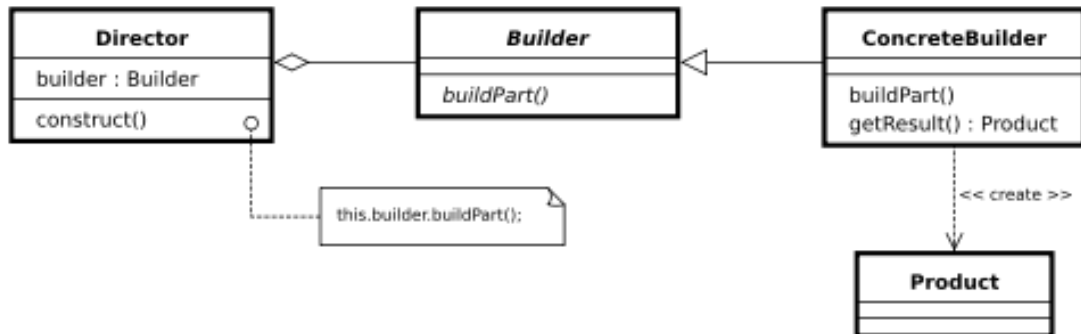 Director
builder : Builder
construct()
Builder
buildPart()
ConcreteBuilder
buildPart()
getResult() : Product
this.builder.buildPart();
<< create >>
Product